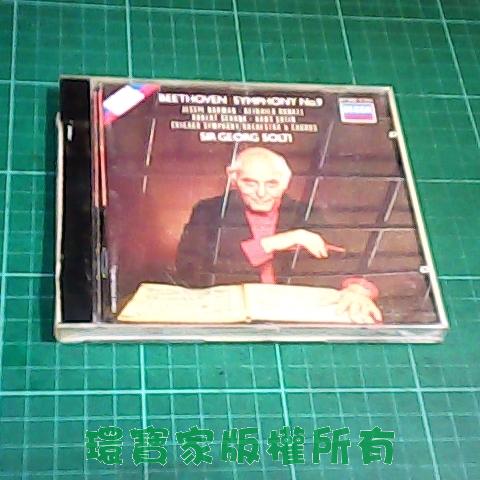 BEETHOVEN SYMPHONY No.9
JESSYE NORMAN · REINHILD RUNKEL
ROBERT SCHUNK · HANS SOTIN
CHICAGO SYMPHONY ORCHESTRA & CHORUS
SIR GEORG SOLTI
環寶家版權所有